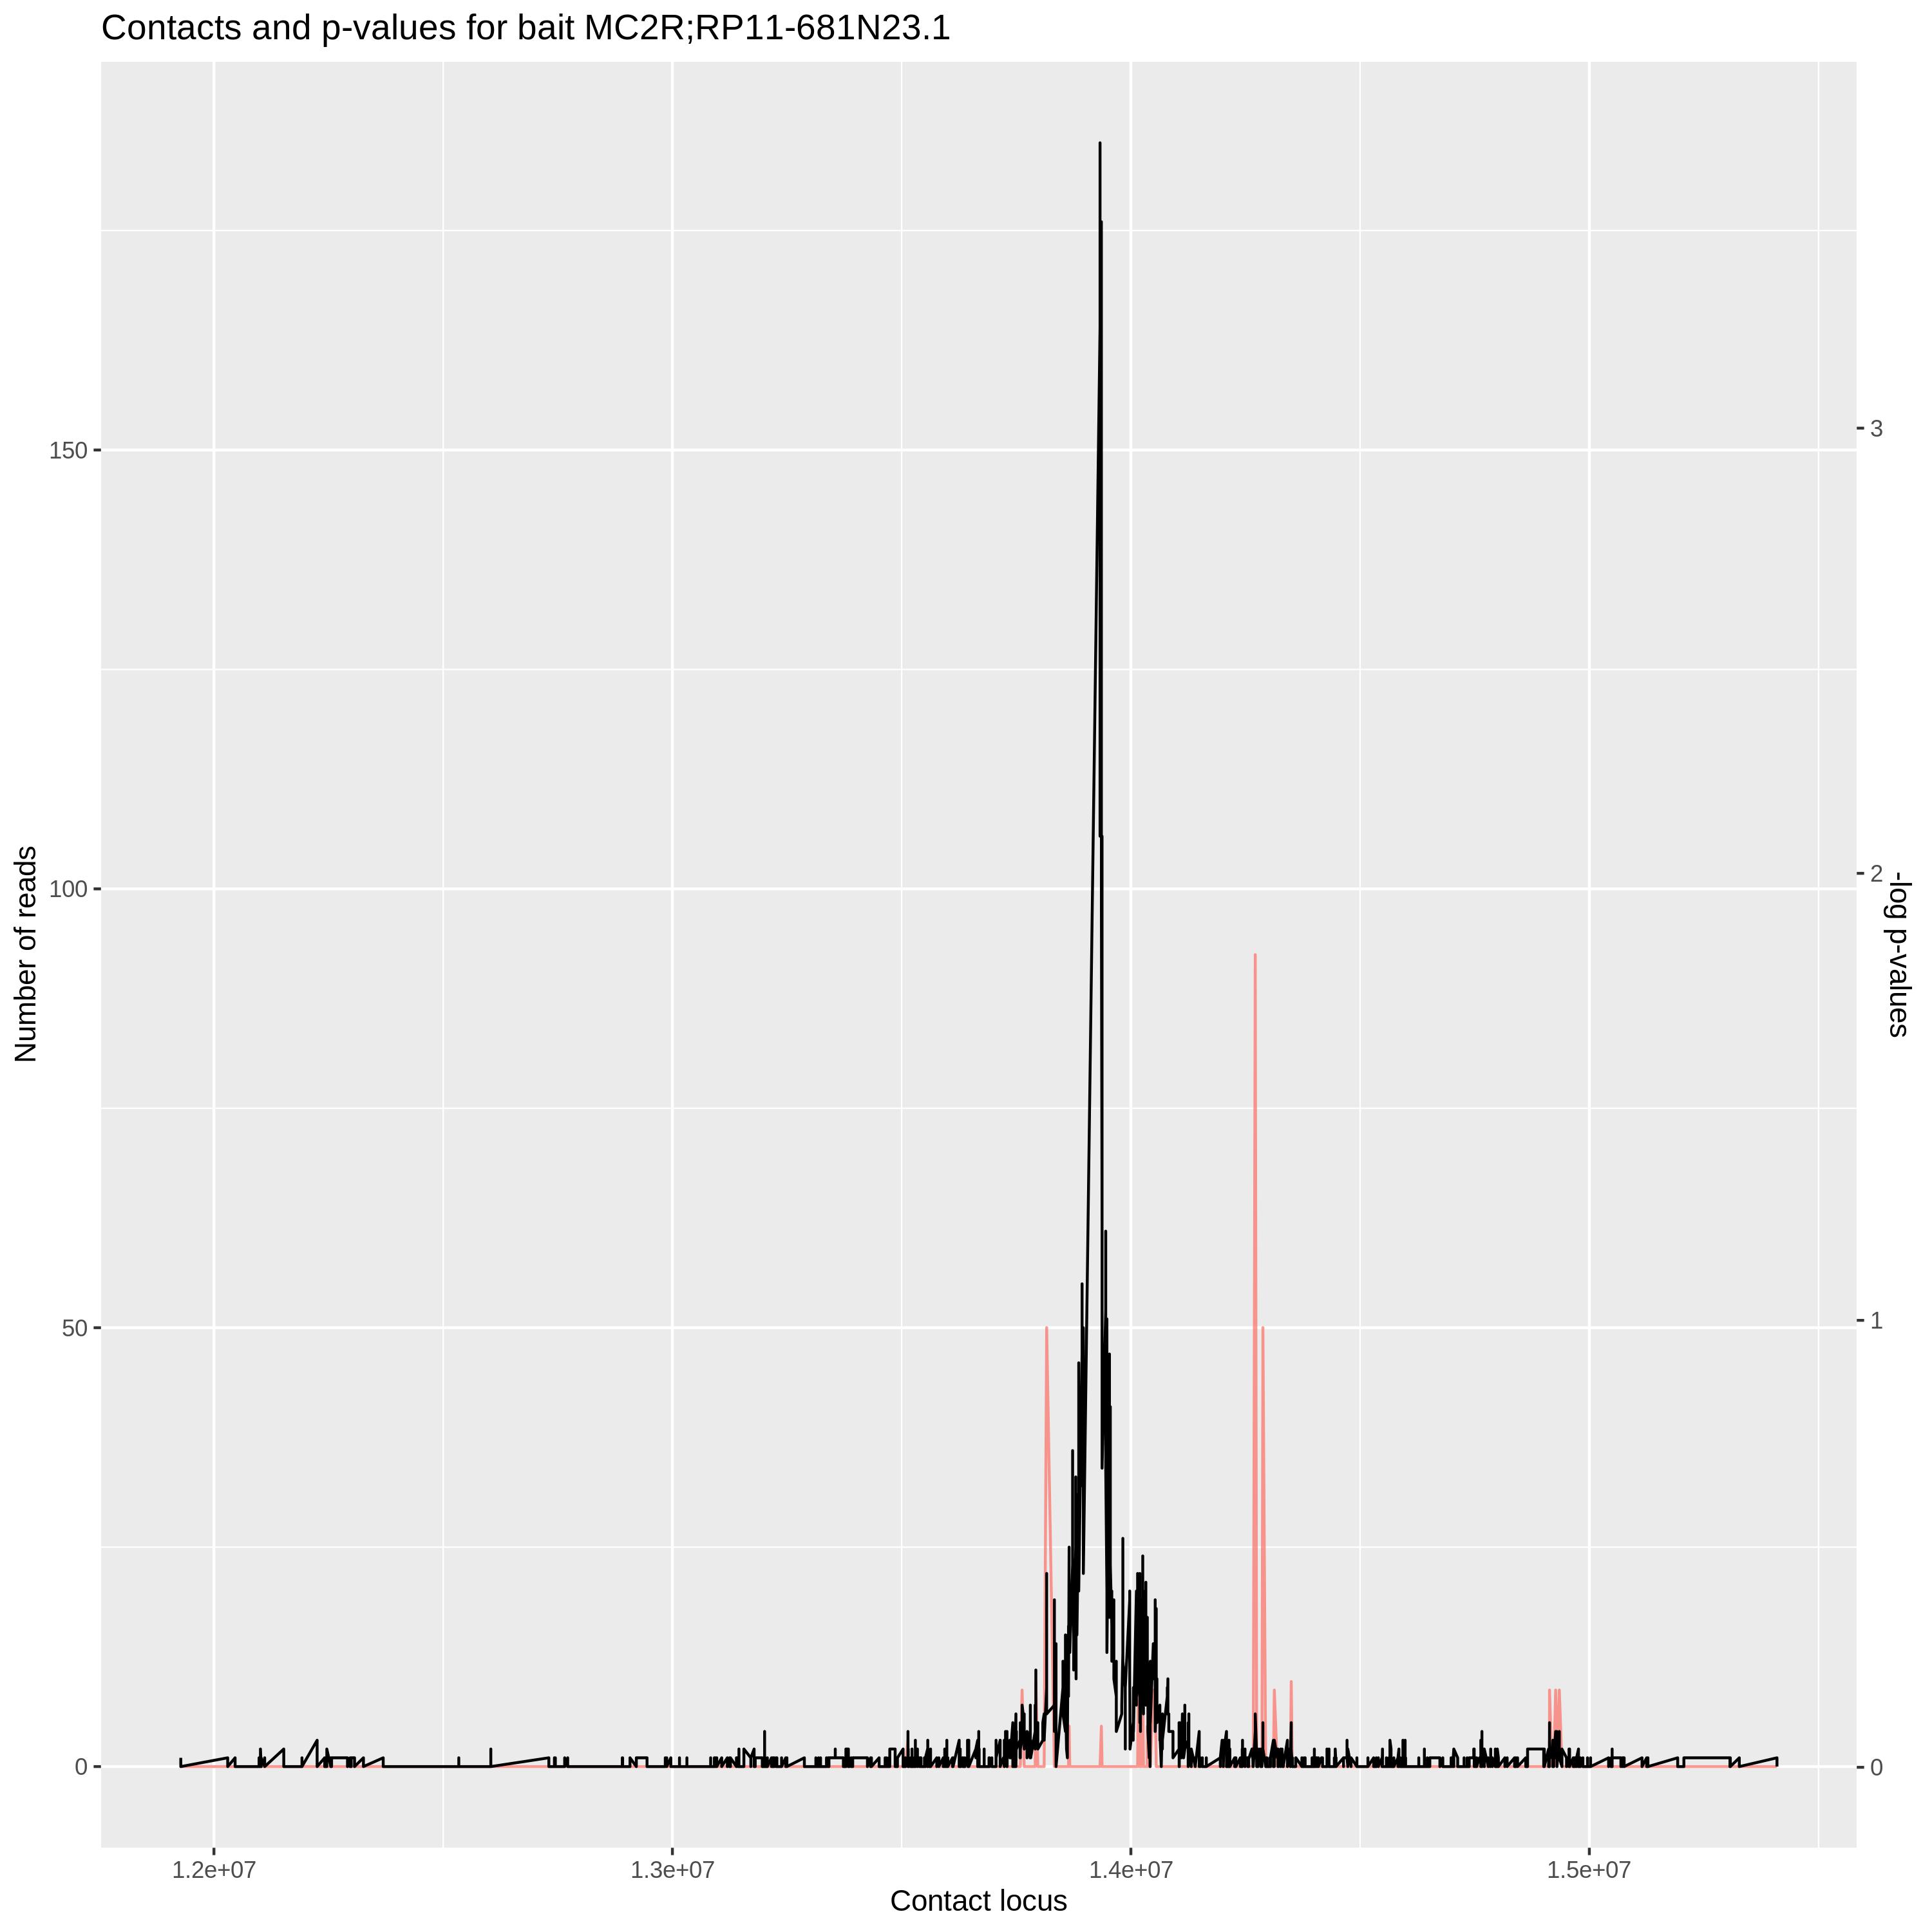 Contacts and p-values for bait MC2R;RP11-681N23.1
150
100
50
0
Number of reads
3
2
1
0
-log p-values
1.2e+07 1.3e+07 1.4e+07 1.5e+07
Contact locus